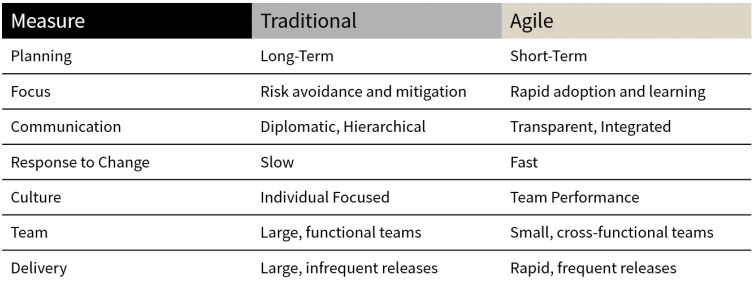 Measure Traditional Agile
Planning Long-Term Short-Term
Focus Risk avoidance and mitigation Rapid adoption and learning
Communication Diplomatic, Hierarchical Transparent, Integrated
Response to Change Slow Fast
Culture Individual Focused Team Performance
Team Large, functional teams Small, cross-functional teams
Delivery Large, infrequent releases Rapid, frequent releases